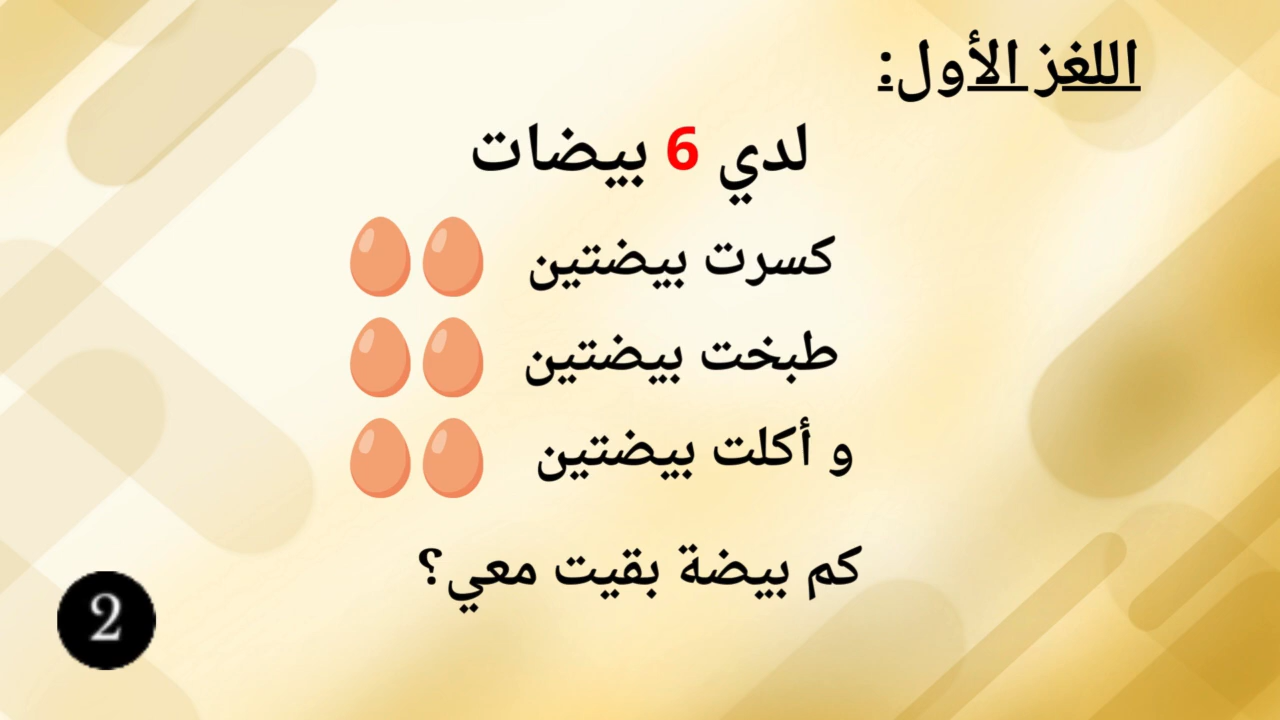 اللغز الأول:
لدي 6 بيضات
كسرت بيضتين
طبخت بيضتين
و أكلت بيضتين
كم بيضة بقيت معي؟
2